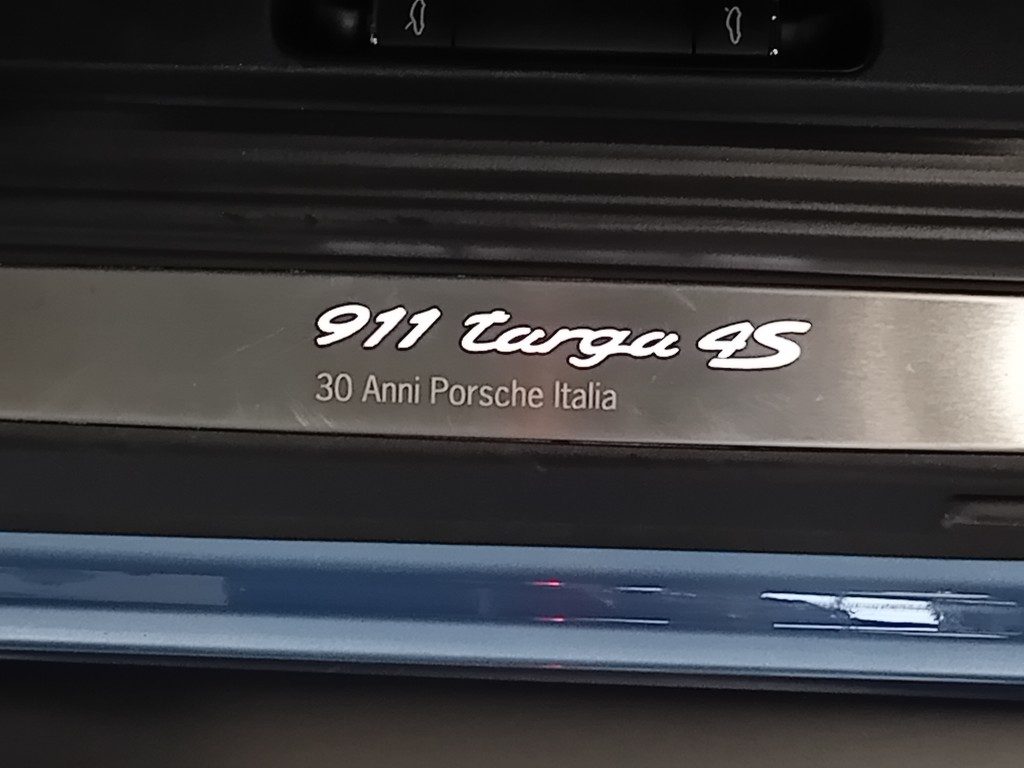 911 targa 4S
30 Anni Porsche Italia